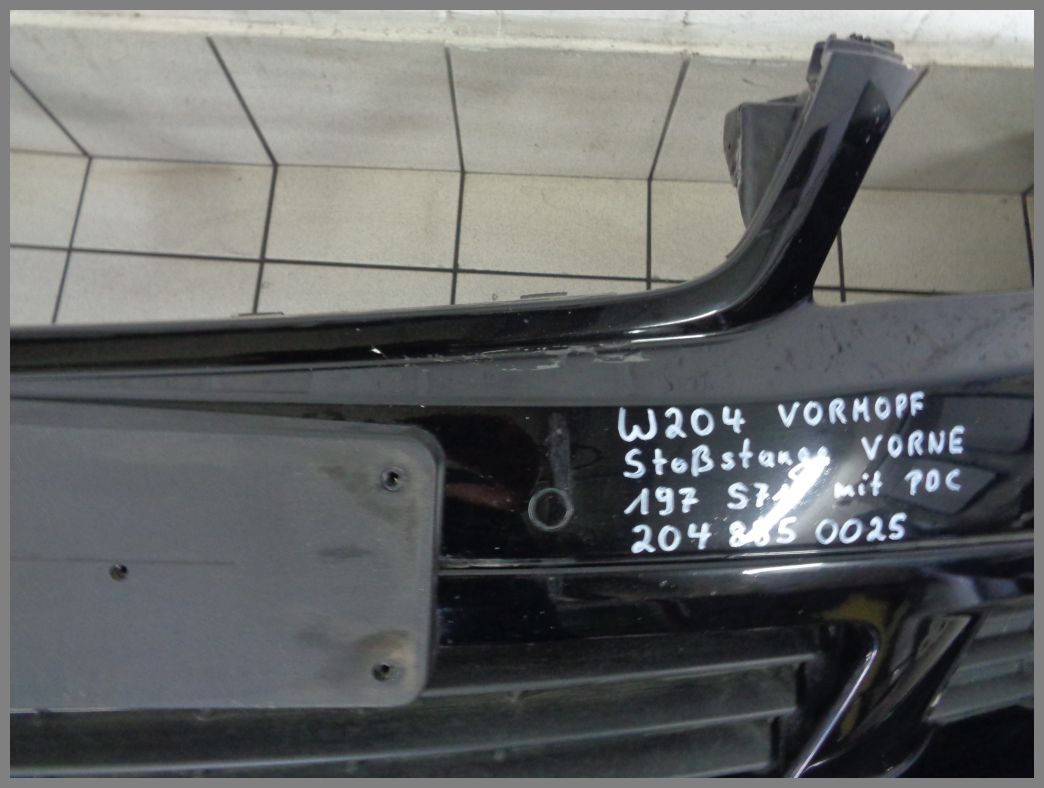 W204 VORMOPF
Stoßstange VORNE
197 mit PDC
204 885 0025